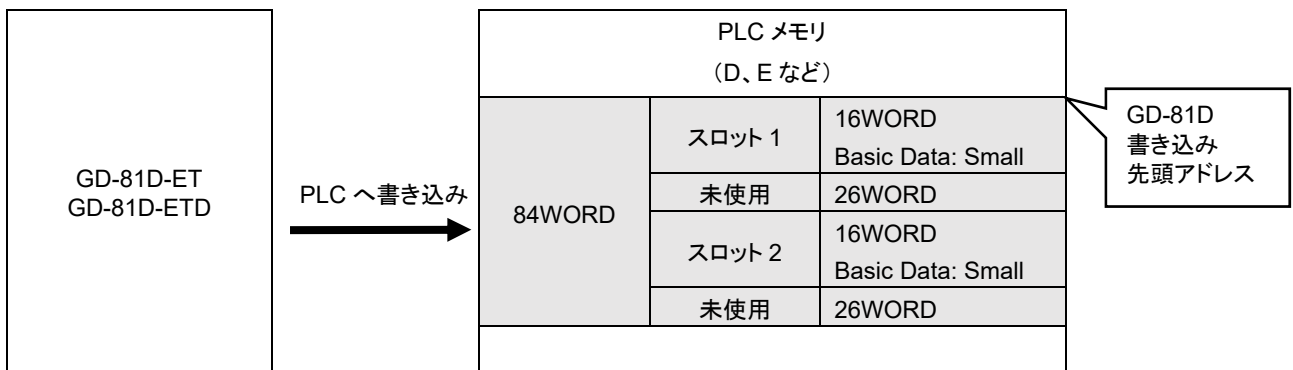 GD-81D-ET
GD-81D-ETD
PLC へ書き込み
PLC メモリ
（D、E など）
84WORD
スロット 1
16WORD
Basic Data: Small
未使用
26WORD
スロット 2
16WORD
Basic Data: Small
未使用
26WORD
GD-81D
書き込み
先頭アドレス